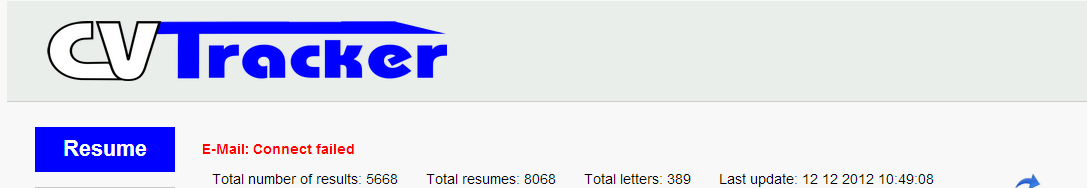 CVTracker
Resume
E-Mail: Connect failed
Total number of results: 5668 Total resumes: 8068 Total letters: 389 Last update: 12 12 2012 10:49:08